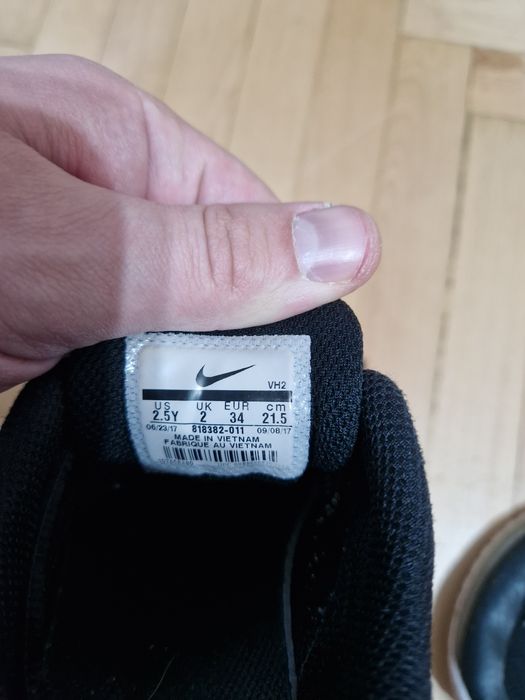 VH2
US UK EUR cm
2.5Y 2 34 21.5
06/23/17 818382-011 09/08/17
MADE IN VIETNAM
FABRIQUE AU VIETNAM